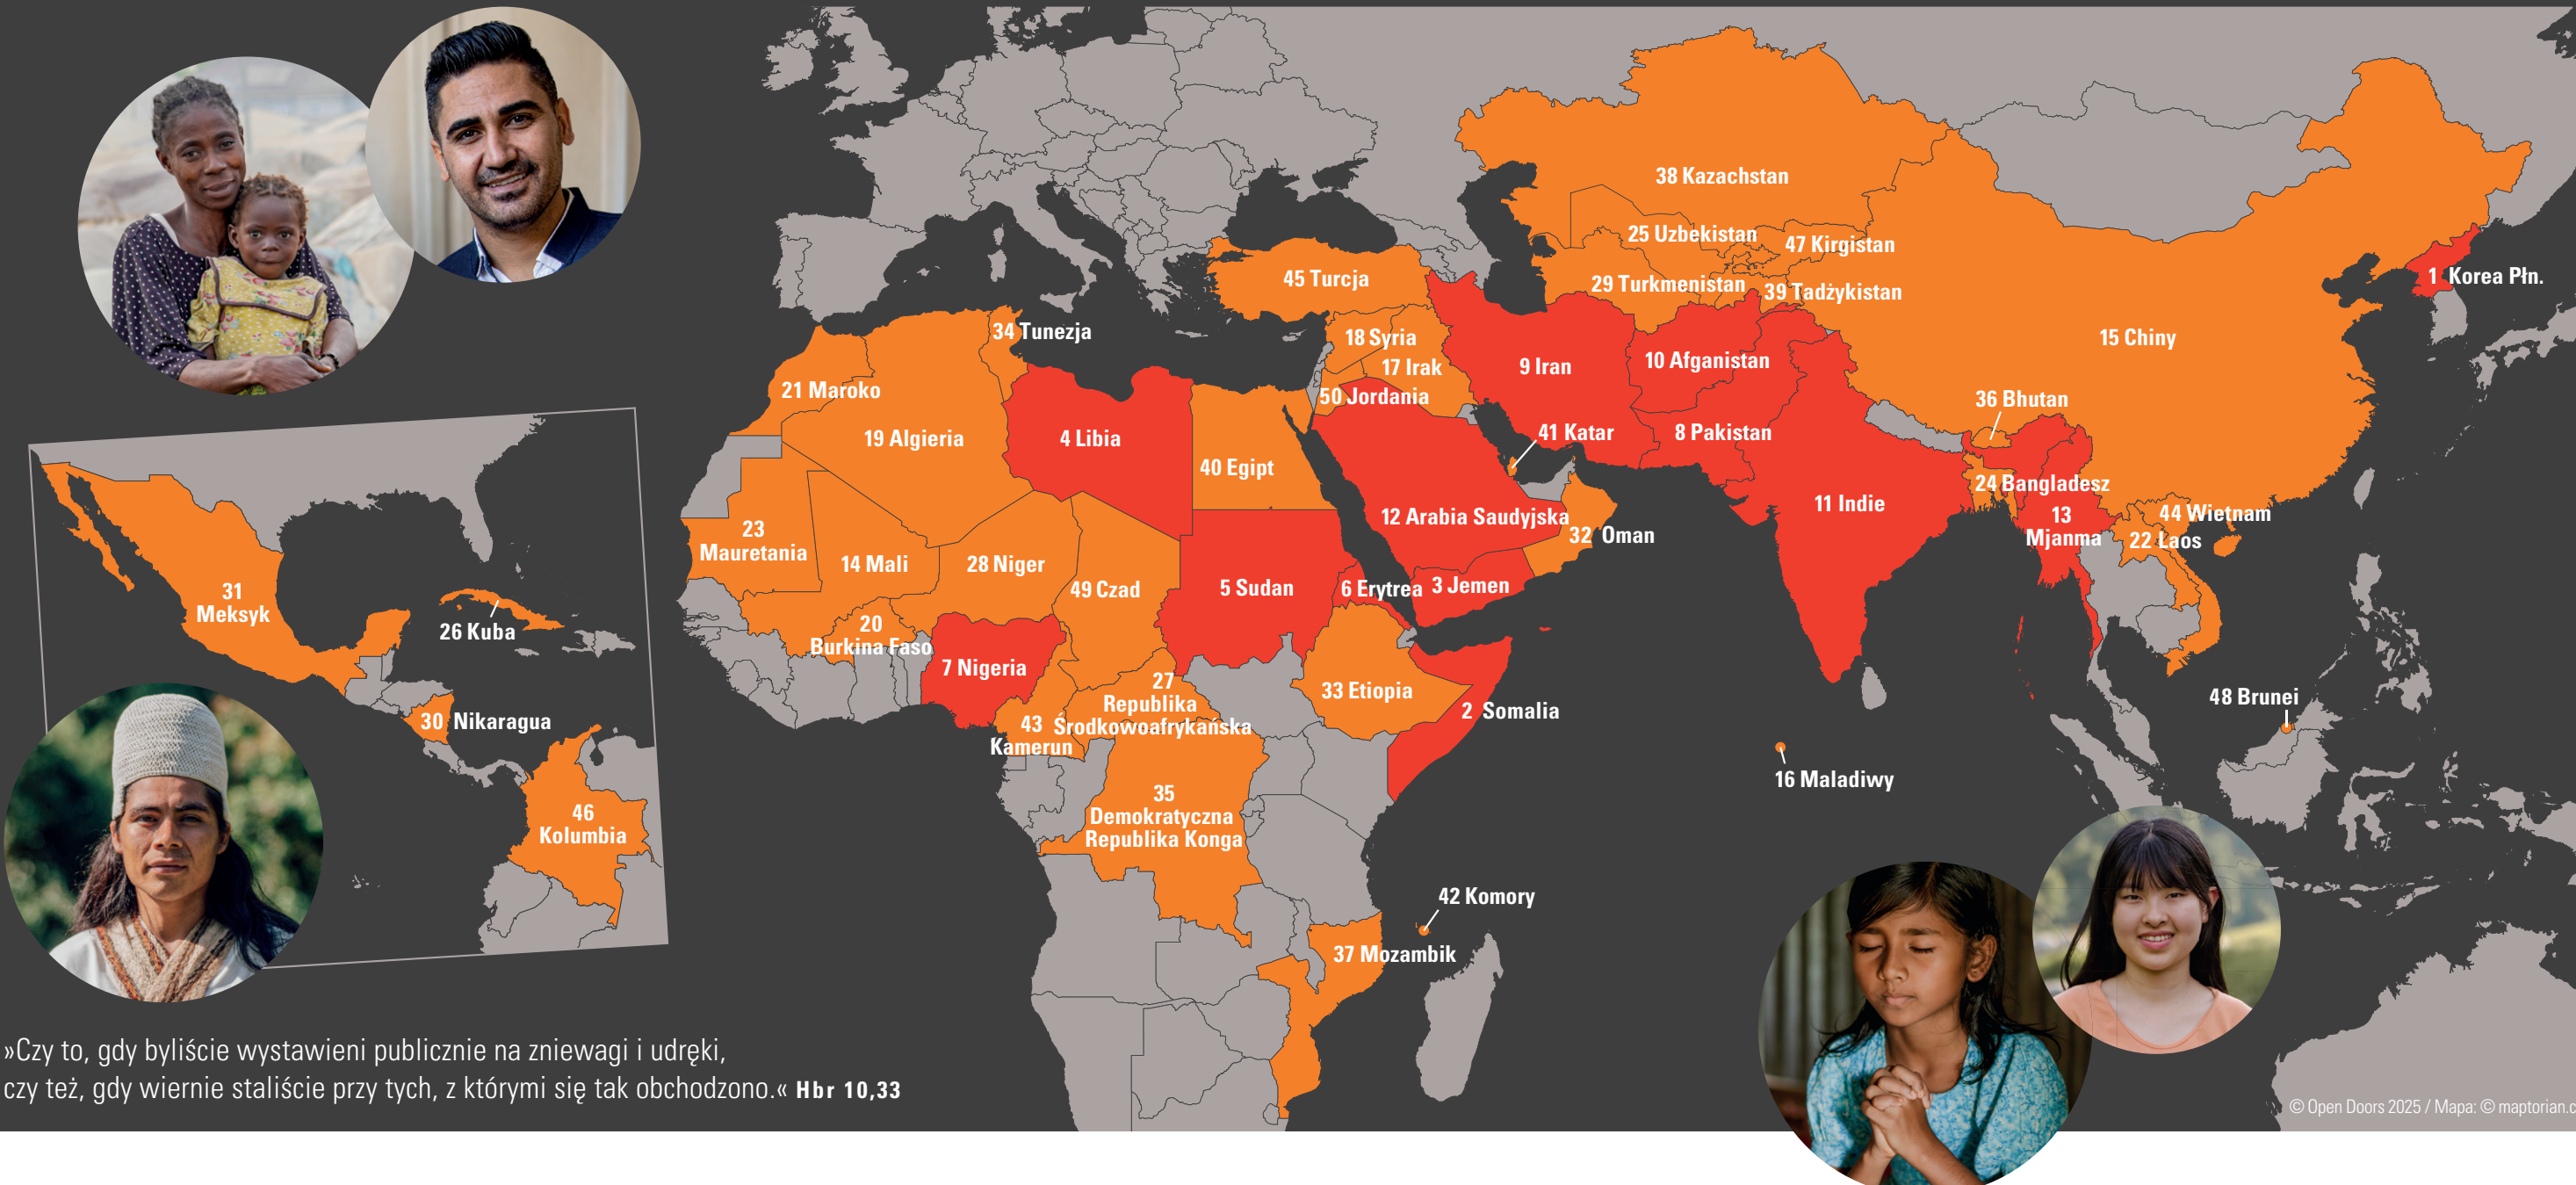 38 Kazachstan
25 Uzbekistan
47 Kirgistan
29 Turkmenistan
39 Tadżykistan
45 Turcja
1 Korea Płn.
34 Tunezja
18 Syria
17 Irak
9 Iran
10 Afganistan
15 Chiny
21 Maroko
50 Jordania
36 Bhutan
19 Algieria
4 Libia
40 Egipt
41 Katar
8 Pakistan
24 Bangladesz
11 Indie
12 Arabia Saudyjska
32 Oman
13
Mjanma
44 Wietnam
22 Laos
23
Mauretania
14 Mali
28 Niger
49 Czad
5 Sudan
6 Erytrea
3 Jemen
31
Meksyk
26 Kuba
20
Burkina Faso
7 Nigeria
27
Republika
Środkowoafrykańska
33 Etiopia
2 Somalia
48 Brunei
30 Nikaragua
43
Kamerun
16 Maladiwy
46
Kolumbia
35
Demokratyczna
Republika Konga
42 Komory
37 Mozambik
»Czy to, gdy byliście wystawieni publicznie na zniewagi i udręki,
czy też, gdy wiernie staliście przy tych, z którymi się tak obchodzono.« Hbr 10,33
© Open Doors 2025 / Mapa: © maptorian.c